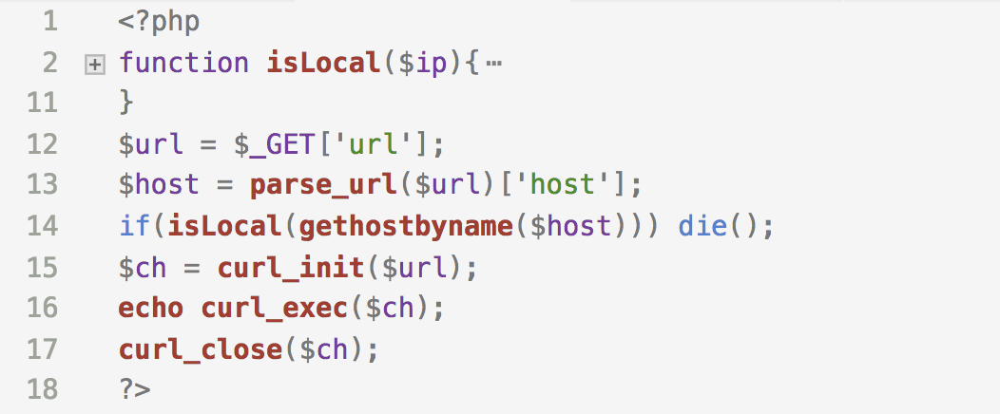 1 <?php
2 function isLocal($ip){⋯
11 }
12 $url = $_GET['url'];
13 $host = parse_url($url)['host'];
14 if(isLocal(gethostbyname($host))) die();
15 $ch = curl_init($url);
16 echo curl_exec($ch);
17 curl_close($ch);
18 ?>